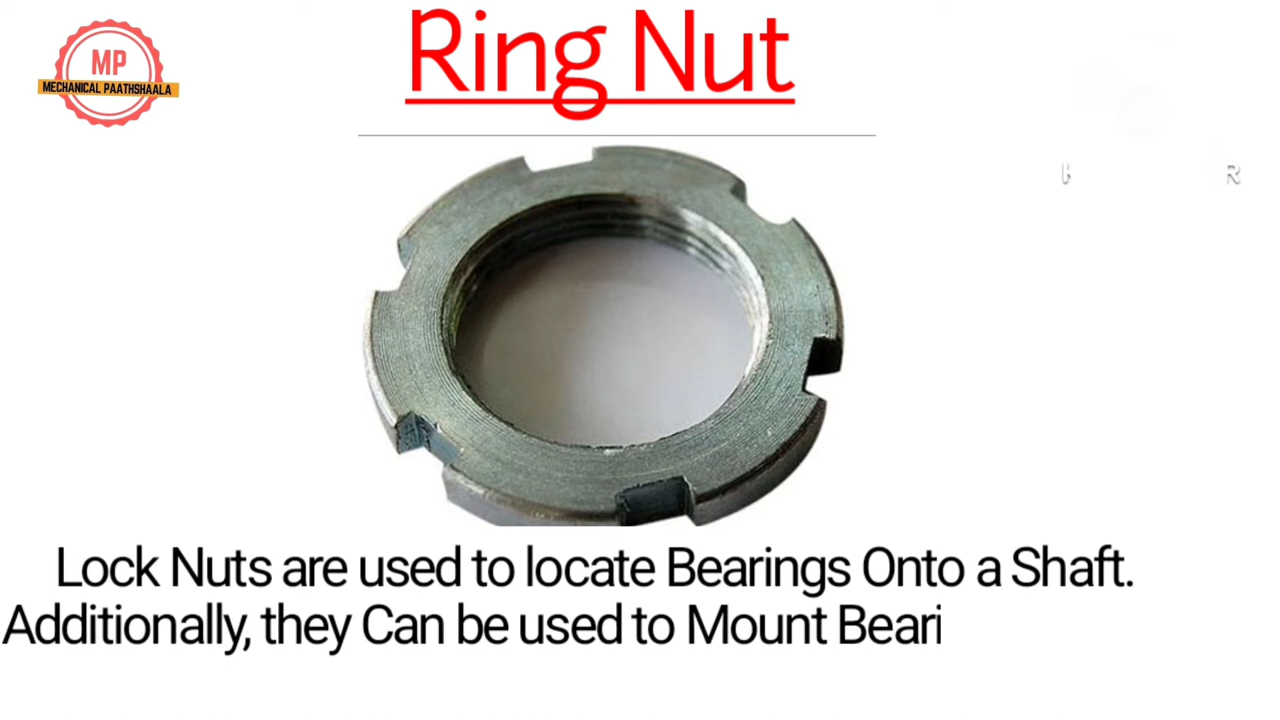 MP
MECHANICAL PAATHSHAALA
Ring Nut
R
Lock Nuts are used to locate Bearings Onto a Shaft.
Additionally, they Can be used to Mount Beari